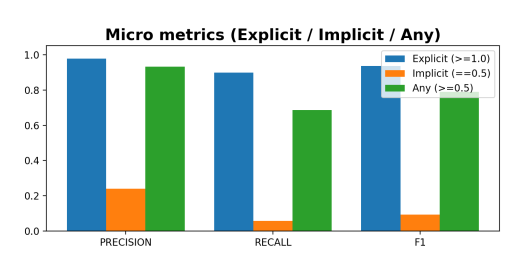 Micro metrics (Explicit / Implicit / Any)
Explicit (>=1.0)
Implicit (==0.5)
Any (>=0.5)
1.0
0.8
0.6
0.4
0.2
0.0
PRECISION
RECALL
F1